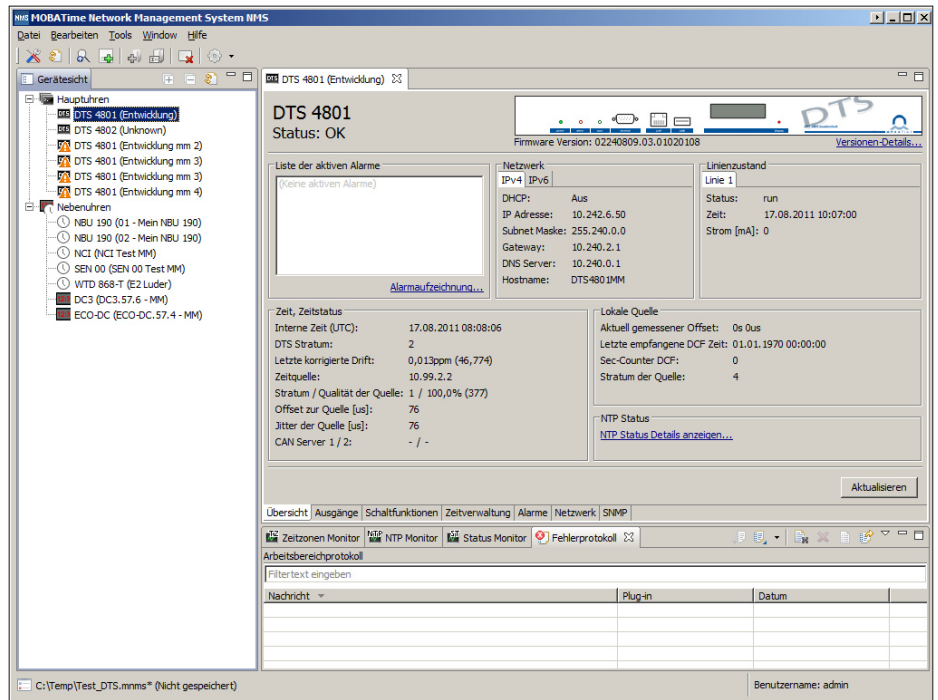 MOBATime Network Management System NMS
Datei Bearbeiten Tools Window Hilfe
Gerätesicht
Hauptuhren
DTS 4801 (Entwicklung)
DTS 4802 (Unknown)
DTS 4801 (Entwicklung mm 2)
DTS 4801 (Entwicklung mm 3)
DTS 4801 (Entwicklung mm 3)
DTS 4801 (Entwicklung mm 4)
Nebenuhren
NBU 190 (01 - Mein NBU 190)
NBU 190 (02 - Mein NBU 190)
NCI (NCI Test MM)
SEN 00 (SEN 00 Test MM)
WTD 868-T (E2 Luder)
DC3 (DC3.57.6 - MM)
ECO-DC (ECO-DC.57.4 - MM)
DTS 4801 (Entwicklung)
DTS 4801
Status: OK
DTS
Firmware Version: 02240809.03.01020108
Versionen-Details...
Liste der aktiven Alarme
(Keine aktiven Alarme)
Alarmaufzeichnung...
Netzwerk
IPv4 IPv6
DHCP: Aus
IP Adresse: 10.242.6.50
Subnet Maske: 255.240.0.0
Gateway: 10.240.2.1
DNS Server: 10.240.0.1
Hostname: DTS4801MM
Linienzustand
Linie 1
Status: run
Zeit: 17.08.2011 10:07:00
Strom [mA]: 0
Zeit, Zeitstatus
Interne Zeit (UTC): 17.08.2011 08:08:06
DTS Stratum: 2
Letzte korrigierte Drift: 0,013ppm (46,774)
Zeitquelle: 10.99.2.2
Stratum / Qualität der Quelle: 1 / 100,0% (377)
Offset zur Quelle [us]: 76
Jitter der Quelle [us]: 76
CAN Server 1 / 2: - / -
Lokale Quelle
Aktuell gemessener Offset: 0s 0us
Letzte empfangene DCF Zeit: 01.01.1970 00:00:00
Sec-Counter DCF: 0
Stratum der Quelle: 4
NTP Status
NTP Status Details anzeigen...
Aktualisieren
Übersicht Ausgänge Schaltfunktionen Zeitverwaltung Alarme Netzwerk SNMP
Zeitzonen Monitor NTP Monitor Status Monitor Fehlerprotokoll
Arbeitsbereichprotokoll
Filtertext eingeben
Nachricht Plug-in Datum
C:\Temp\Test_DTS.mnms* (Nicht gespeichert)
Benutzername: admin